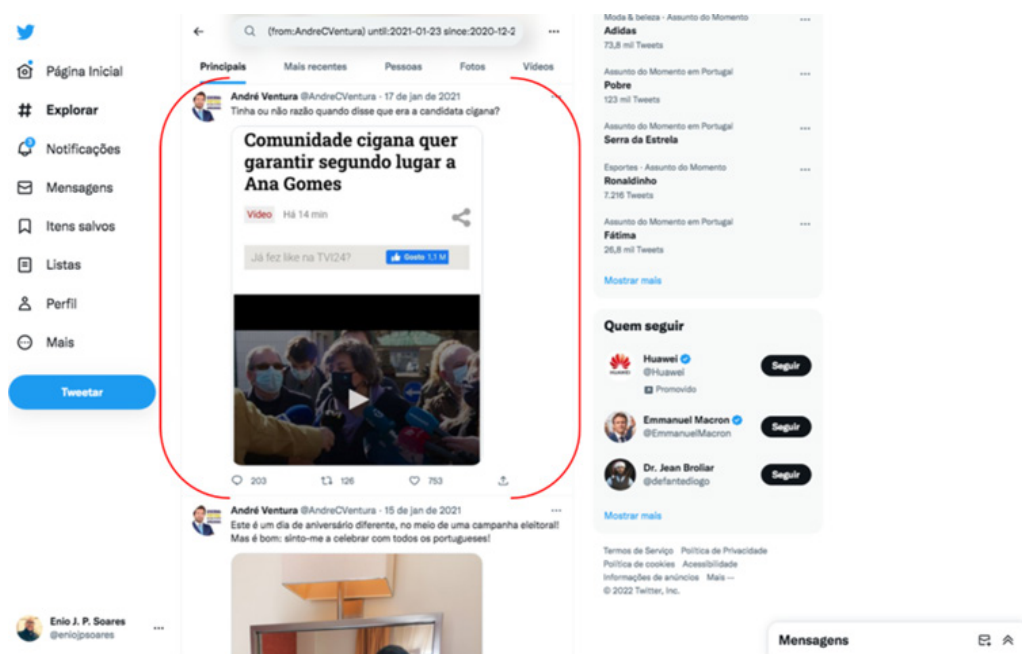 (from:AndreCVentura) until:2021-01-23 since:2020-12-2
Página Inicial
Explorar
Notificações
Mensagens
Itens salvos
Listas
Perfil
Mais
Tweetar
Enio J. P. Soares
@eniojpsoares
Principais Mais recentes Pessoas Fotos Vídeos
André Ventura @AndreCVentura · 17 de jan de 2021
Tinha ou não razão quando disse que era a candidata cigana?
Comunidade cigana quer
garantir segundo lugar a
Ana Gomes
Vídeo Há 14 min
Já fez like na TVI24?
Gosto 1,1 M
203 126 753
André Ventura @AndreCVentura · 15 de jan de 2021
Este é um dia de aniversário diferente, no meio de uma campanha eleitoral!
Mas é bom: sinto-me a celebrar com todos os portugueses!
Moda & beleza · Assunto do Momento
Adidas
73,8 mil Tweets
Assunto do Momento em Portugal
Pobre
123 mil Tweets
Assunto do Momento em Portugal
Serra da Estrela
Esportes · Assunto do Momento
Ronaldinho
7.216 Tweets
Assunto do Momento em Portugal
Fátima
26,8 mil Tweets
Mostrar mais
Quem seguir
HUAWEI
Huawei
@Huawei
Promovido
Seguir
Emmanuel Macron
@EmmanuelMacron
Seguir
Dr. Jean Broliar
@defantediogo
Seguir
Mostrar mais
Termos de Serviço Política de Privacidade
Política de cookies Acessibilidade
Informações de anúncios Mais ···
© 2022 Twitter, Inc.
Mensagens